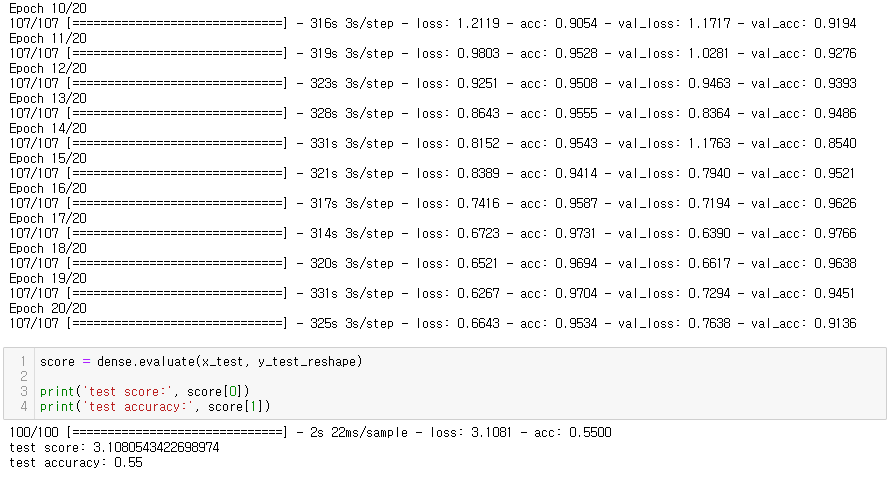 Epoch 10/20
107/107 [==============================] - 316s 3s/step - loss: 1.2119 - acc: 0.9054 - val_loss: 1.1717 - val_acc: 0.9194
Epoch 11/20
107/107 [==============================] - 319s 3s/step - loss: 0.9803 - acc: 0.9528 - val_loss: 1.0281 - val_acc: 0.9276
Epoch 12/20
107/107 [==============================] - 323s 3s/step - loss: 0.9251 - acc: 0.9508 - val_loss: 0.9463 - val_acc: 0.9393
Epoch 13/20
107/107 [==============================] - 328s 3s/step - loss: 0.8643 - acc: 0.9555 - val_loss: 0.8364 - val_acc: 0.9486
Epoch 14/20
107/107 [==============================] - 331s 3s/step - loss: 0.8152 - acc: 0.9543 - val_loss: 1.1763 - val_acc: 0.8540
Epoch 15/20
107/107 [==============================] - 321s 3s/step - loss: 0.8389 - acc: 0.9414 - val_loss: 0.7940 - val_acc: 0.9521
Epoch 16/20
107/107 [==============================] - 317s 3s/step - loss: 0.7416 - acc: 0.9587 - val_loss: 0.7194 - val_acc: 0.9626
Epoch 17/20
107/107 [==============================] - 314s 3s/step - loss: 0.6723 - acc: 0.9731 - val_loss: 0.6390 - val_acc: 0.9766
Epoch 18/20
107/107 [==============================] - 320s 3s/step - loss: 0.6521 - acc: 0.9694 - val_loss: 0.6617 - val_acc: 0.9638
Epoch 19/20
107/107 [==============================] - 331s 3s/step - loss: 0.6267 - acc: 0.9704 - val_loss: 0.7294 - val_acc: 0.9451
Epoch 20/20
107/107 [==============================] - 325s 3s/step - loss: 0.6643 - acc: 0.9534 - val_loss: 0.7638 - val_acc: 0.9136
1 score = dense.evaluate(x_test, y_test_reshape)
2
3 print('test score:', score[0])
4 print('test accuracy:', score[1])
100/100 [==============================] - 2s 22ms/sample - loss: 3.1081 - acc: 0.5500
test score: 3.1080543422698974
test accuracy: 0.55